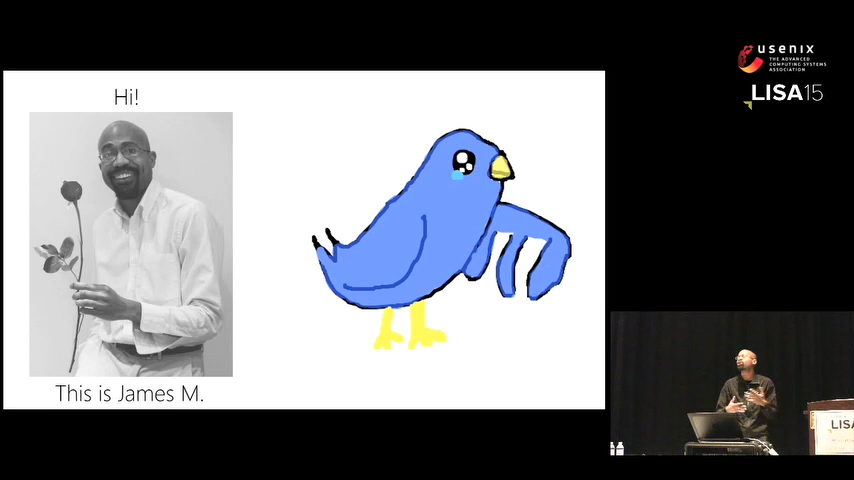 Hi!
This is James M.
usenix
THE ADVANCED
COMPUTING SYSTEMS
ASSOCIATION
LISA15
LISA